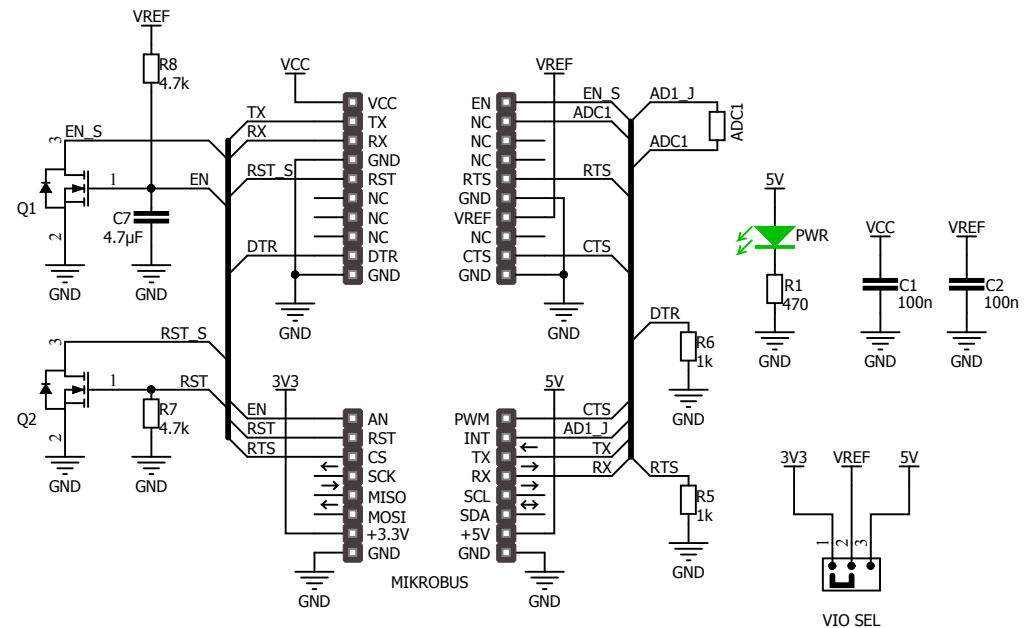 VREF
R8
4.7k
EN_S
3
1
EN
Q1
2
C7
4.7µF
GND
GND
RST_S
3
1
RST
Q2
2
R7
4.7k
GND
GND
VCC
TX
RX
RST_S
DTR
VCC
TX
RX
GND
RST
NC
NC
NC
DTR
GND
GND
VREF
EN
NC
NC
NC
RTS
GND
VREF
NC
CTS
GND
EN_S
ADC1
RTS
CTS
GND
AD1_J
ADC1
ADC1
DTR
R6
1k
GND
3V3
EN
RST
RTS
AN
RST
CS
SCK
MISO
MOSI
+3.3V
GND
GND
MIKROBUS
5V
PWM
INT
TX
RX
SCL
SDA
+5V
GND
CTS
AD1_J
TX
RX
GND
RTS
R5
1k
GND
5V
PWR
R1
470
GND
VCC
C1
100n
GND
VREF
C2
100n
GND
3V3
VREF
5V
1
2
3
VIO SEL